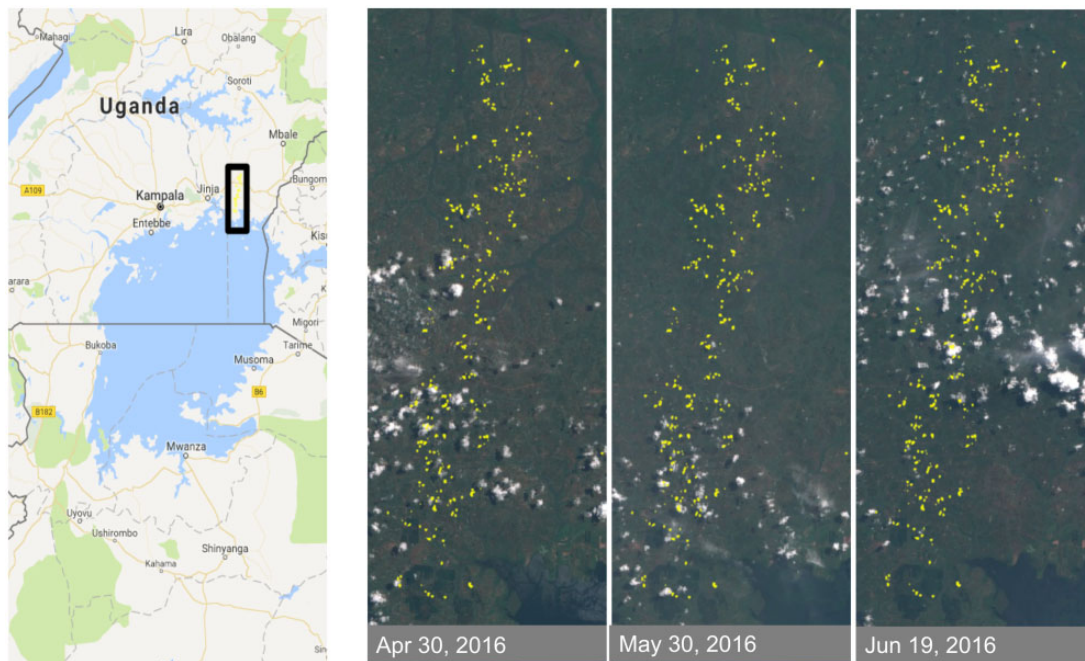 Mahagi
Lira
Obalang
Soroti
Uganda
Mbale
A109
Kampala
Jinja
Bungom
Entebbe
Kisu
arara
Migori
Bukoba
Tarime
Musoma
B6
B182
Mwanza
Uyovu
Ushirombo
Shinyanga
Kahama
Sin
Apr 30, 2016
May 30, 2016
Jun 19, 2016